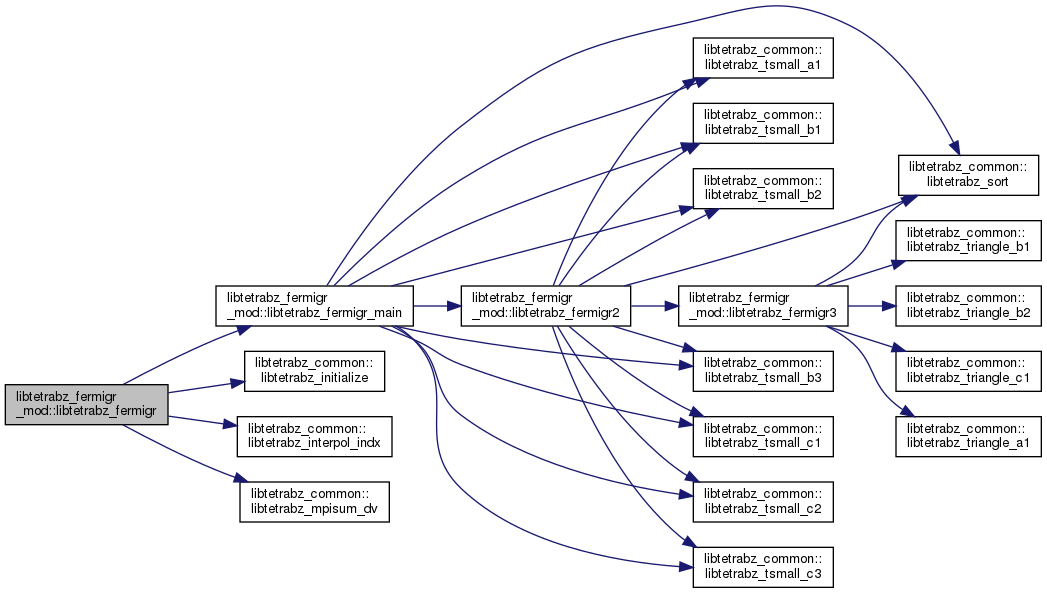 libtetrabz_fermigr
_mod::libtetrabz_fermigr
libtetrabz_fermigr
_mod::libtetrabz_fermigr_main
libtetrabz_common::
libtetrabz_initialize
libtetrabz_common::
libtetrabz_interpol_indx
libtetrabz_common::
libtetrabz_mpisum_dv
libtetrabz_fermigr
_mod::libtetrabz_fermigr2
libtetrabz_common::
libtetrabz_tsmall_a1
libtetrabz_common::
libtetrabz_tsmall_b1
libtetrabz_common::
libtetrabz_tsmall_b2
libtetrabz_fermigr
_mod::libtetrabz_fermigr3
libtetrabz_common::
libtetrabz_tsmall_b3
libtetrabz_common::
libtetrabz_tsmall_c1
libtetrabz_common::
libtetrabz_tsmall_c2
libtetrabz_common::
libtetrabz_tsmall_c3
libtetrabz_common::
libtetrabz_sort
libtetrabz_common::
libtetrabz_triangle_b1
libtetrabz_common::
libtetrabz_triangle_b2
libtetrabz_common::
libtetrabz_triangle_c1
libtetrabz_common::
libtetrabz_triangle_a1